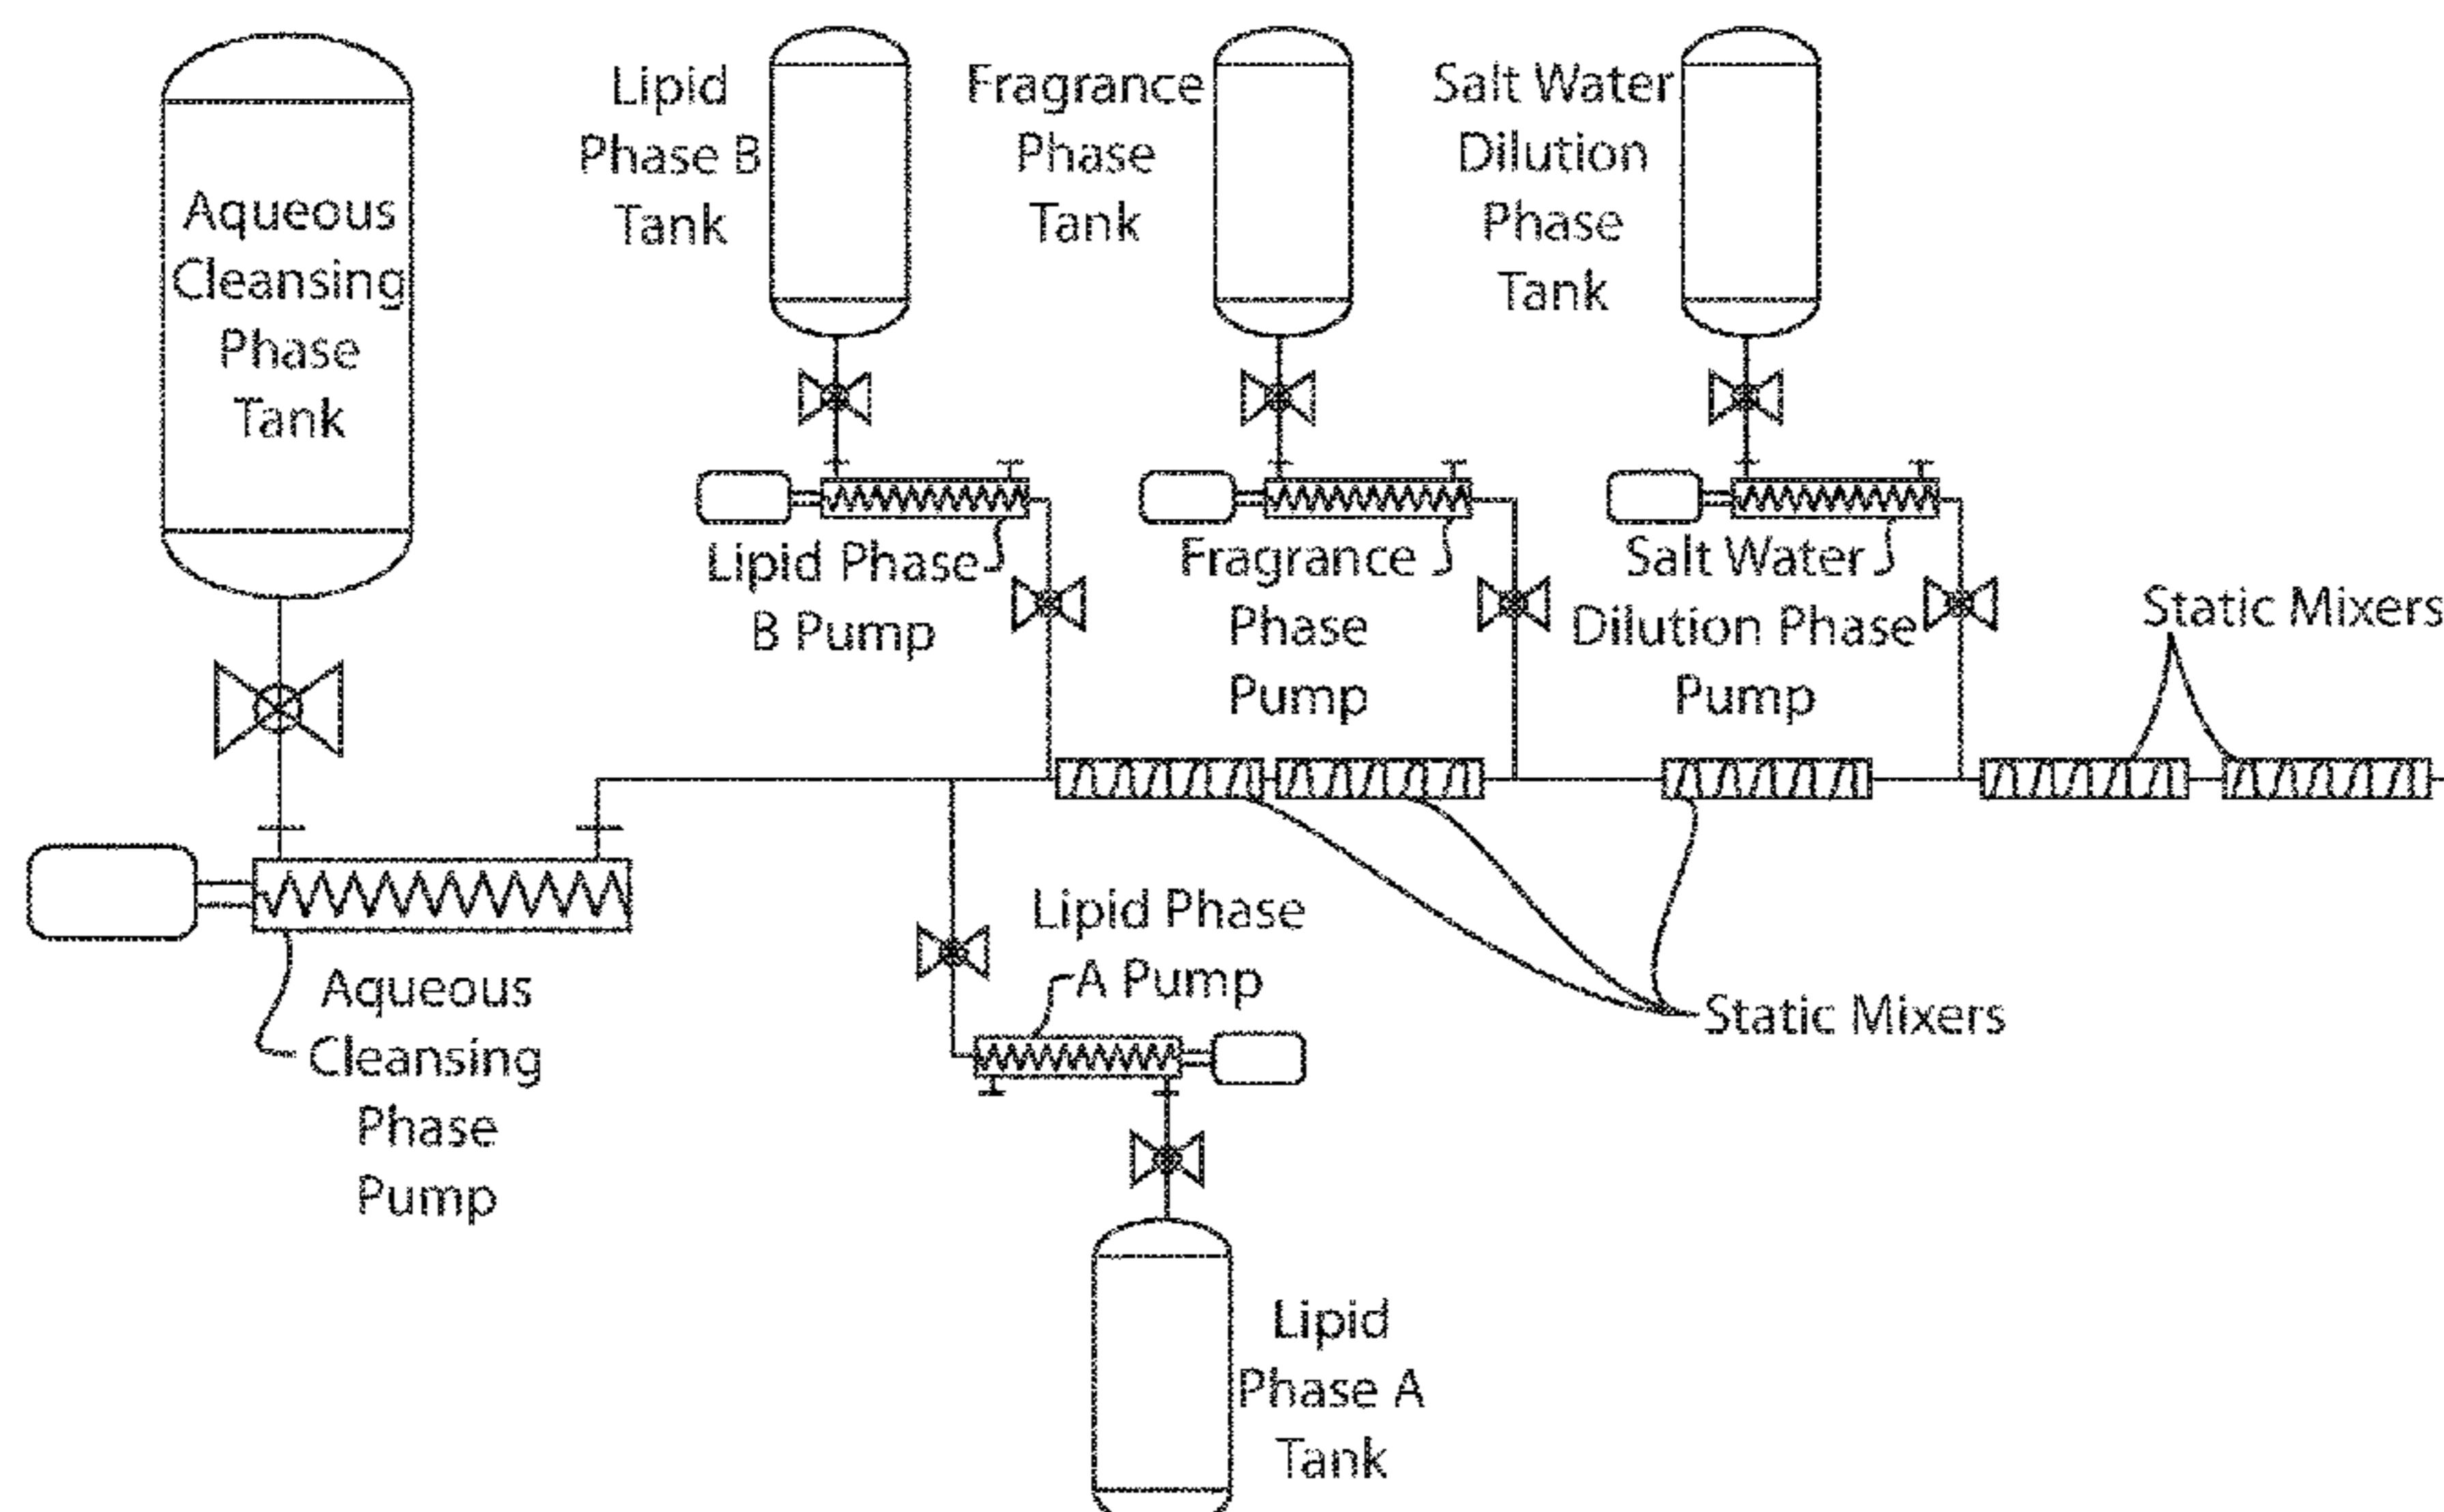 Aqueous
Cleansing
Phase
Tank
Lipid
Phase B
Tank
Fragrance
Phase
Tank
Salt Water
Dilution
Phase
Tank
Lipid Phase
B Pump
Fragrance
Phase
Pump
Salt Water
Dilution Phase
Pump
Static Mixers
Aqueous
Cleansing
Phase
Pump
Lipid Phase
A Pump
Static Mixers
Lipid
Phase A
Tank